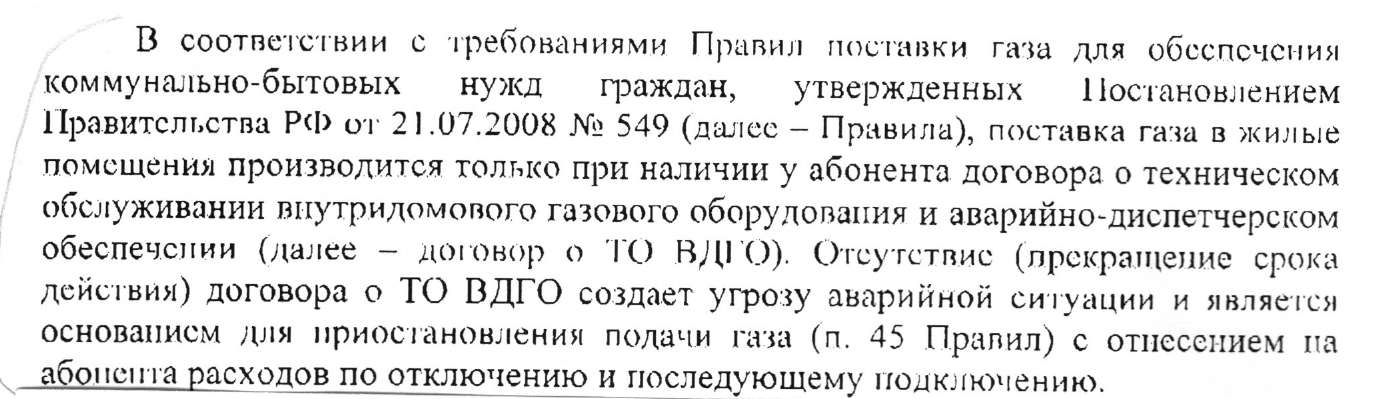 В соответствии с требованиями Правил поставки газа для обеспечения
коммунально-бытовых нужд граждан, утвержденных Постановлением
Правительства РФ от 21.07.2008 № 549 (далее – Правила), поставка газа в жилые
помещения производится только при наличии у абонента договора о техническом
обслуживании внутридомового газового оборудования и аварийно-диспетчерском
обеспечении (далее – договор о ТО ВДГО). Отсутствие (прекращение срока
действия) договора о ТО ВДГО создает угрозу аварийной ситуации и является
основанием для приостановления подачи газа (п. 45 Правил) с отнесением на
абонента расходов по отключению и последующему подключению.